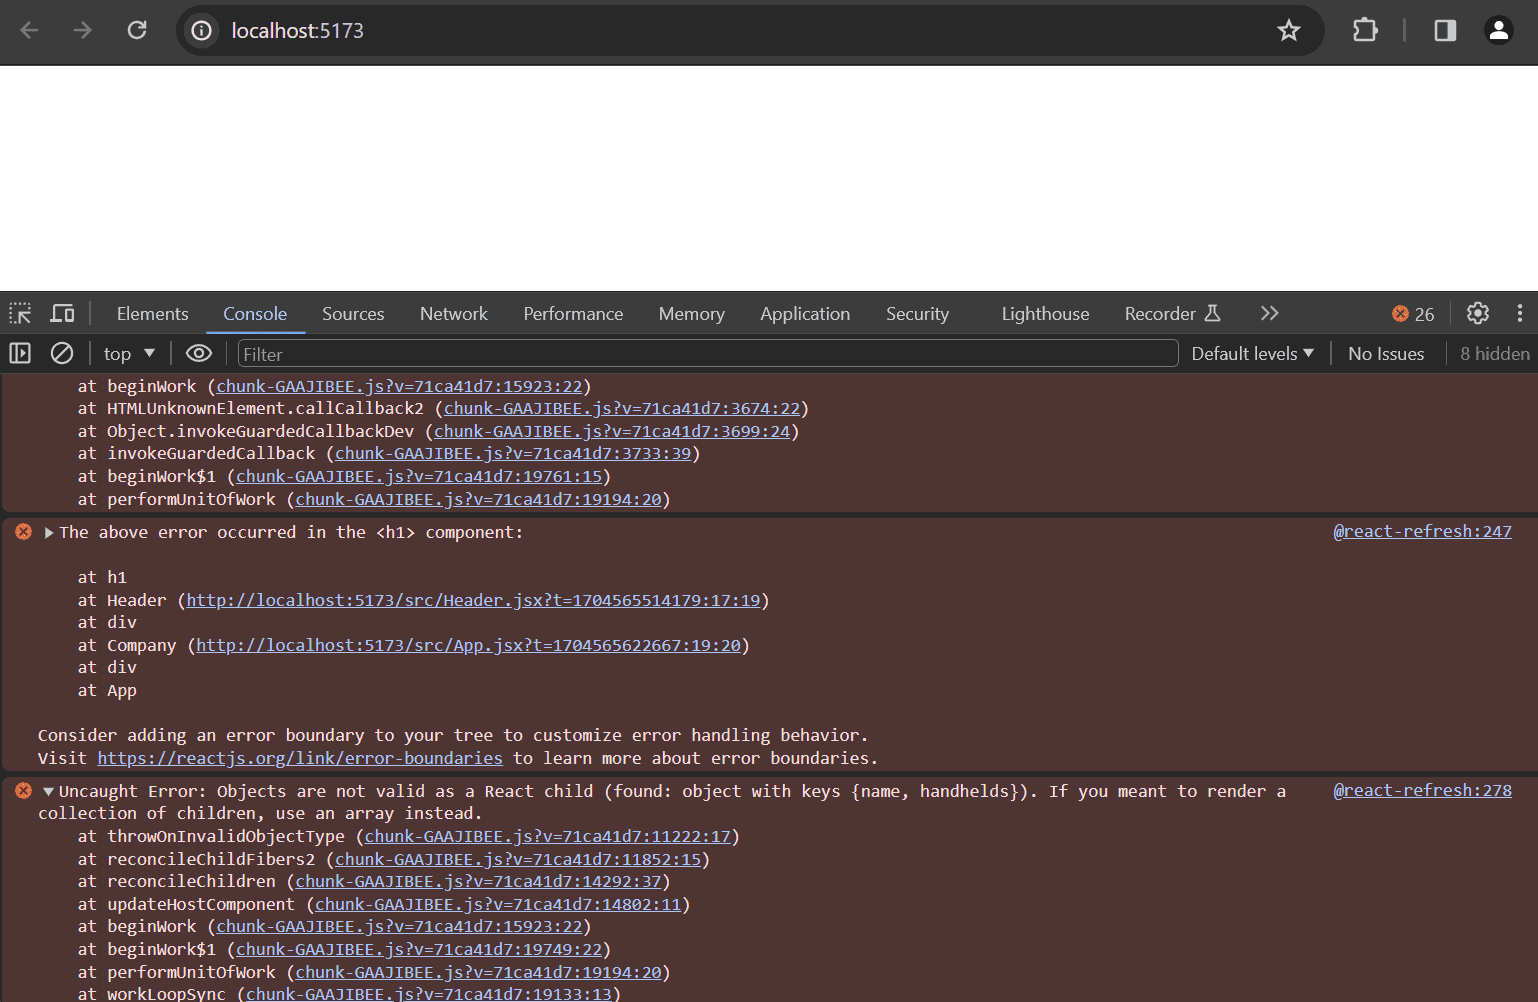 localhost:5173
Elements Console Sources Network Performance Memory Application Security Lighthouse Recorder 26
top Filter Default levels No Issues 8 hidden
at beginWork (chunk-GAAJIBEE.js?v=71ca41d7:15923:22)
at HTMLUnknownElement.callCallback2 (chunk-GAAJIBEE.js?v=71ca41d7:3674:22)
at Object.invokeGuardedCallbackDev (chunk-GAAJIBEE.js?v=71ca41d7:3699:24)
at invokeGuardedCallback (chunk-GAAJIBEE.js?v=71ca41d7:3733:39)
at beginWork$1 (chunk-GAAJIBEE.js?v=71ca41d7:19761:15)
at performUnitOfWork (chunk-GAAJIBEE.js?v=71ca41d7:19194:20)
The above error occurred in the <h1> component: @react-refresh:247
at h1
at Header (http://localhost:5173/src/Header.jsx?t=1704565514179:17:19)
at div
at Company (http://localhost:5173/src/App.jsx?t=1704565622667:19:20)
at div
at App
Consider adding an error boundary to your tree to customize error handling behavior.
Visit https://reactjs.org/link/error-boundaries to learn more about error boundaries.
Uncaught Error: Objects are not valid as a React child (found: object with keys {name, handhelds}). If you meant to render a @react-refresh:278
collection of children, use an array instead.
at throwOnInvalidObjectType (chunk-GAAJIBEE.js?v=71ca41d7:11222:17)
at reconcileChildFibers2 (chunk-GAAJIBEE.js?v=71ca41d7:11852:15)
at reconcileChildren (chunk-GAAJIBEE.js?v=71ca41d7:14292:37)
at updateHostComponent (chunk-GAAJIBEE.js?v=71ca41d7:14802:11)
at beginWork (chunk-GAAJIBEE.js?v=71ca41d7:15923:22)
at beginWork$1 (chunk-GAAJIBEE.js?v=71ca41d7:19749:22)
at performUnitOfWork (chunk-GAAJIBEE.js?v=71ca41d7:19194:20)
at workLoopSync (chunk-GAAJIBEE.js?v=71ca41d7:19133:13)